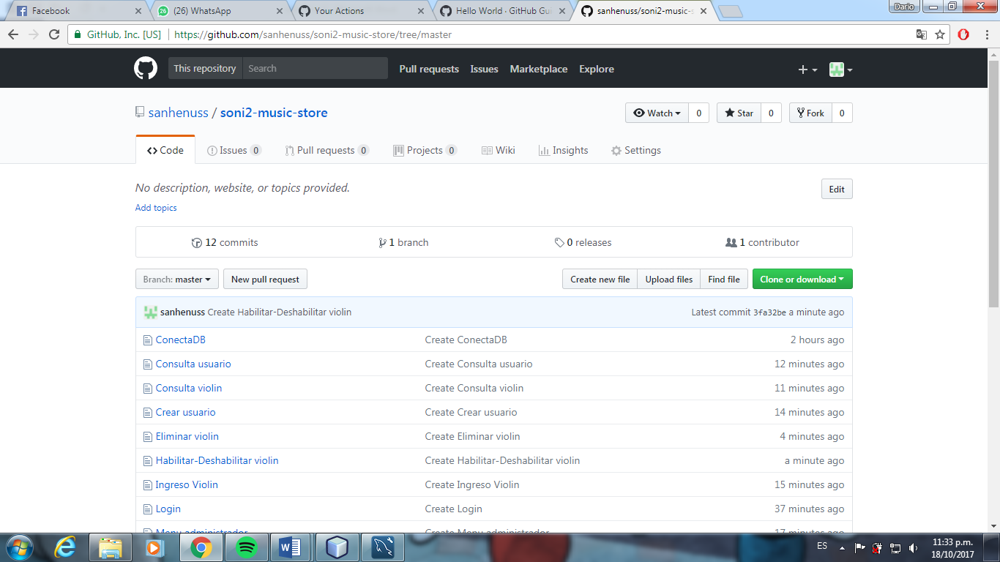 Facebook
(26) WhatsApp
Your Actions
Hello World - GitHub Gui
sanhenuss/soni2-music-s
Dario
GitHub, Inc. [US] https://github.com/sanhenuss/soni2-music-store/tree/master
This repository Search Pull requests Issues Marketplace Explore
sanhenuss / soni2-music-store
Watch 0 Star 0 Fork 0
Code Issues 0 Pull requests 0 Projects 0 Wiki Insights Settings
No description, website, or topics provided.
Edit
Add topics
12 commits 1 branch 0 releases 1 contributor
Branch: master New pull request Create new file Upload files Find file Clone or download
sanhenuss Create Habilitar-Deshabilitar violin Latest commit 3fa32be a minute ago
ConectaDB Create ConectaDB 2 hours ago
Consulta usuario Create Consulta usuario 12 minutes ago
Consulta violin Create Consulta violin 11 minutes ago
Crear usuario Create Crear usuario 14 minutes ago
Eliminar violin Create Eliminar violin 4 minutes ago
Habilitar-Deshabilitar violin Create Habilitar-Deshabilitar violin a minute ago
Ingreso Violin Create Ingreso Violin 15 minutes ago
Login Create Login 37 minutes ago
Menu administrador Create Menu administrador 17 minutes ago
ES 11:33 p.m.
18/10/2017